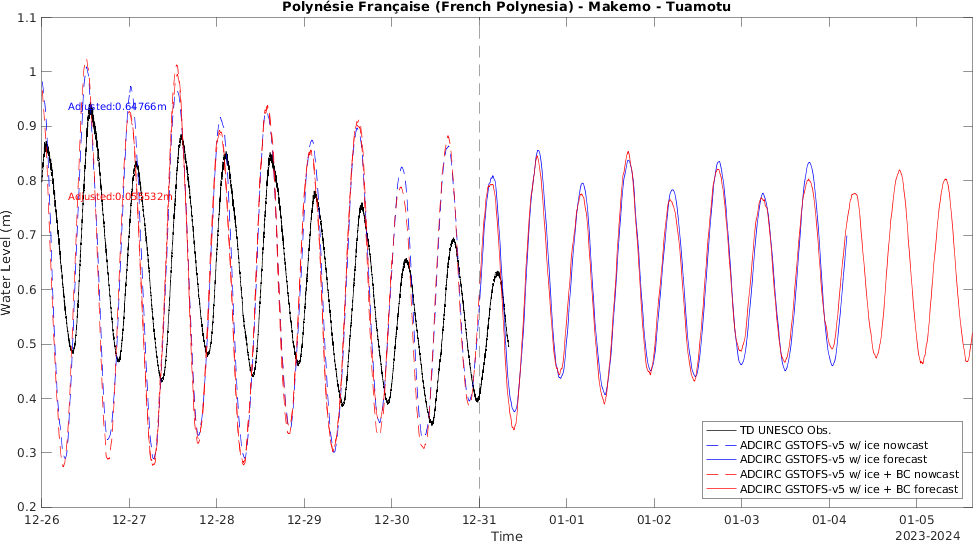 Polynésie Française (French Polynesia) - Makemo - Tuamotu
1.1
1
0.9
0.8
0.7
0.6
0.5
0.4
0.3
0.2
Water Level (m)
Adjusted:0.64766m
TD UNESCO Obs.
ADCIRC GSTOFS-v5 w/ ice nowcast
ADCIRC GSTOFS-v5 w/ ice forecast
ADCIRC GSTOFS-v5 w/ ice + BC nowcast
ADCIRC GSTOFS-v5 w/ ice + BC forecast
12-26 12-27 12-28 12-29 12-30 12-31 01-01 01-02 01-03 01-04 01-05
Time
2023-2024